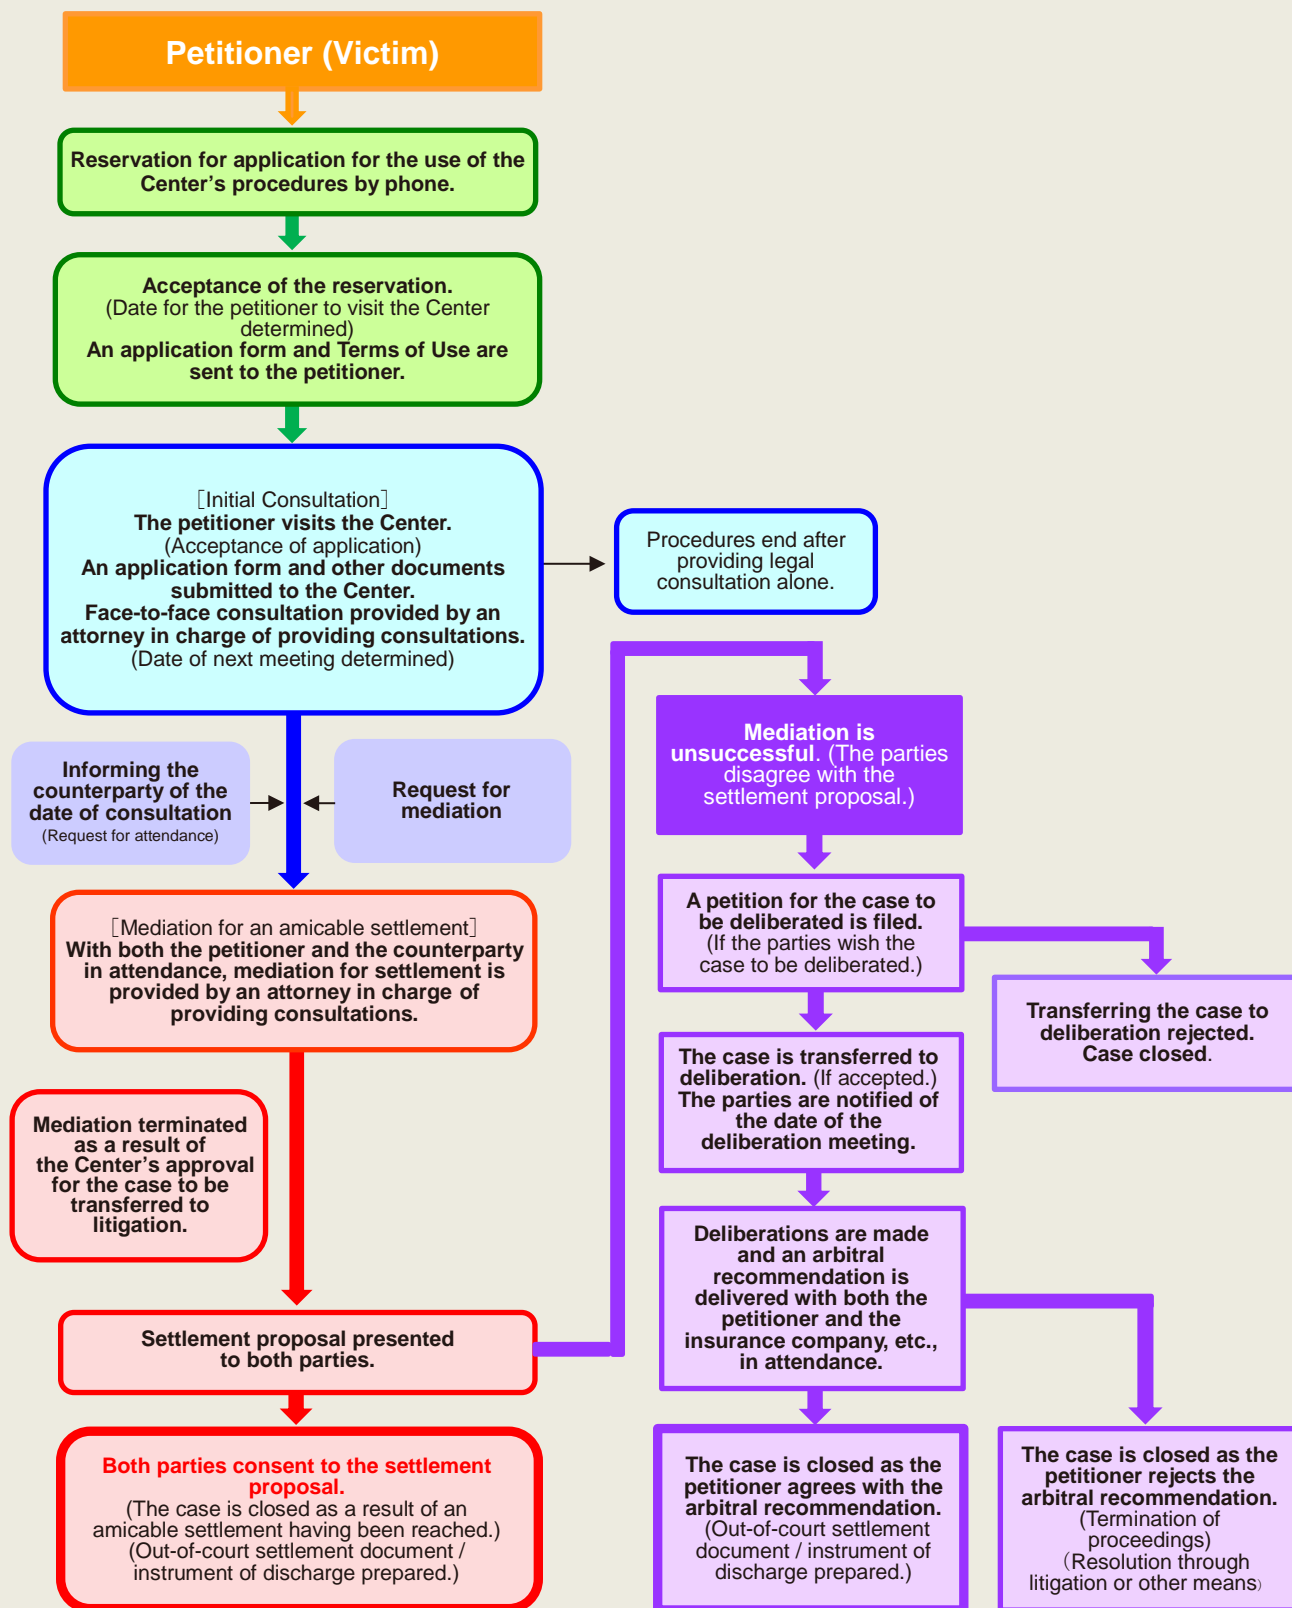 Petitioner (Victim)
Reservation for application for the use of the
Center’s procedures by phone.
Acceptance of the reservation.
(Date for the petitioner to visit the Center
determined)
An application form and Terms of Use are
sent to the petitioner.
［Initial Consultation］
The petitioner visits the Center.
(Acceptance of application)
An application form and other documents
submitted to the Center.
Face-to-face consultation provided by an
attorney in charge of providing consultations.
(Date of next meeting determined)
Procedures end after
providing legal
consultation alone.
Informing the
counterparty of the
date of consultation
(Request for attendance)
Request for
mediation
［Mediation for an amicable settlement］
With both the petitioner and the counterparty
in attendance, mediation for settlement is
provided by an attorney in charge of
providing consultations.
Mediation terminated
as a result of
the Center’s approval
for the case to be
transferred to
litigation.
Settlement proposal presented
to both parties.
Both parties consent to the settlement
proposal.
(The case is closed as a result of an
amicable settlement having been reached.)
(Out-of-court settlement document /
instrument of discharge prepared.)
Mediation is
unsuccessful. (The parties
disagree with the
settlement proposal.)
A petition for the case to
be deliberated is filed.
(If the parties wish the
case to be deliberated.)
Transferring the case to
deliberation rejected.
Case closed.
The case is transferred to
deliberation. (If accepted.)
The parties are notified of
the date of the
deliberation meeting.
Deliberations are made
and an arbitral
recommendation is
delivered with both the
petitioner and the
insurance company, etc.,
in attendance.
The case is closed as the
petitioner agrees with the
arbitral recommendation.
(Out-of-court settlement
document / instrument of
discharge prepared.)
The case is closed as the
petitioner rejects the
arbitral recommendation.
(Termination of
proceedings)
（Resolution through
litigation or other means）